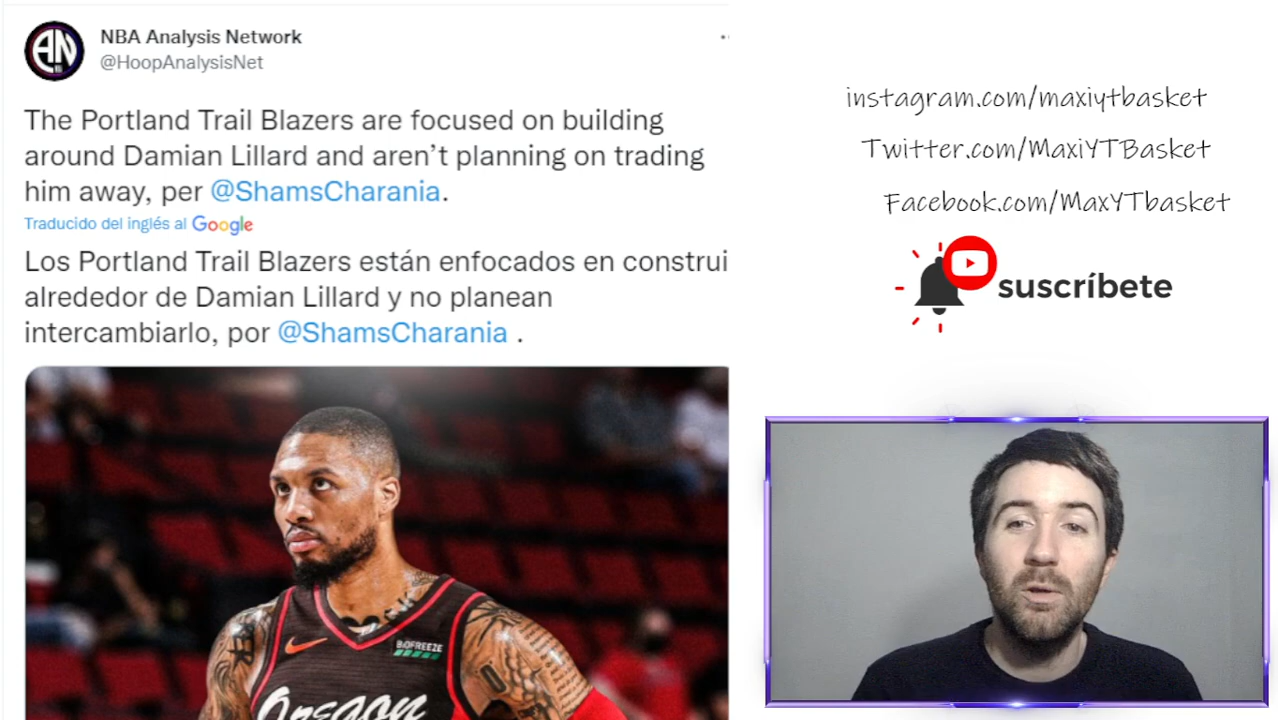 NBA Analysis Network
@HoopAnalysisNet
The Portland Trail Blazers are focused on building
around Damian Lillard and aren’t planning on trading
him away, per @ShamsCharania.
Traducido del inglés al Google
Los Portland Trail Blazers están enfocados en construi
alrededor de Damian Lillard y no planean
intercambiarlo, por @ShamsCharania .
BIOFREEZE
Oregon
instagram.com/maxiytbasket
Twitter.com/MaxiYTBasket
Facebook.com/MaxYTbasket
suscríbete